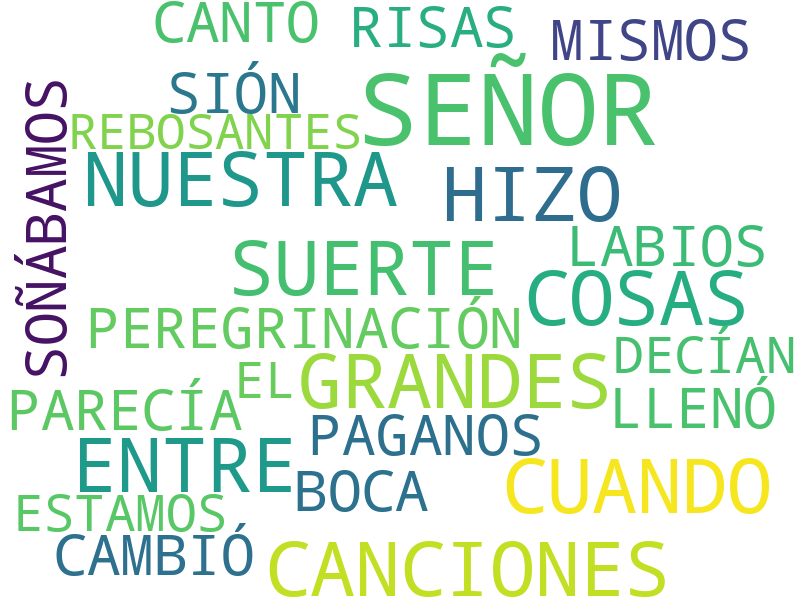 CANTO RISAS MISMOS
SIÓN SEÑOR
REBOSANTES
SOÑÁBAMOS
NUESTRA HIZO
SUERTE LABIOS
COSAS
PEREGRINACIÓN
DECÍAN
EL GRANDES
PARECÍA LLENÓ
PAGANOS
ENTRE
BOCA CUANDO
ESTAMOS
CAMBIÓ CANCIONES